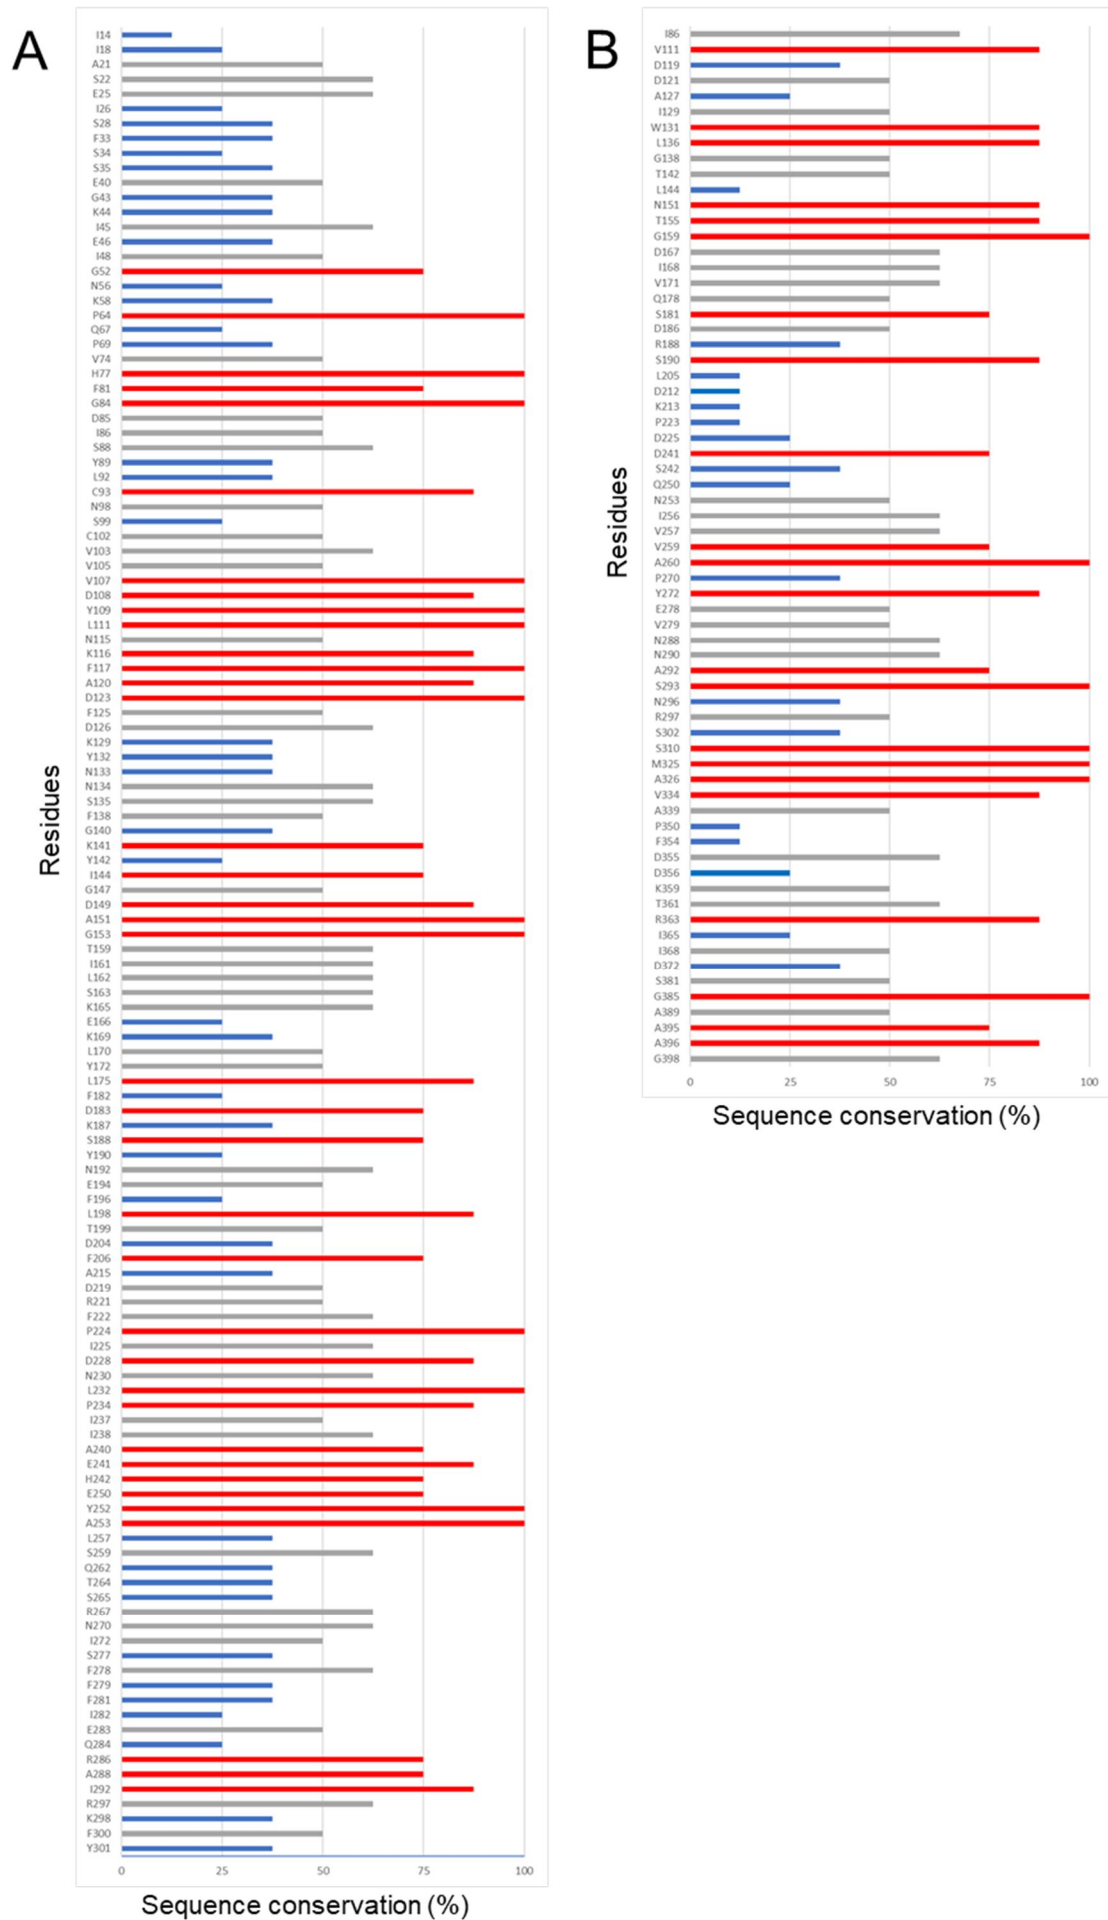 A
I14
I18
A21
S22
E25
I26
S28
F33
S34
S35
E40
G43
K44
I45
E46
I48
G52
N56
K58
P64
Q67
P69
V74
H77
F81
G84
D85
I86
S88
Y89
L92
C93
N98
S99
C102
V103
V105
V107
D108
Y109
L111
N115
K116
F117
A120
D123
F125
D126
K129
Y132
N133
N134
S135
F138
G140
K141
Y142
I144
G147
D149
A151
G153
T159
I161
L162
S163
K165
E166
K169
L170
Y172
L175
F182
D183
K187
S188
Y190
N192
E194
F196
L198
T199
D204
F206
A215
D219
R221
F222
P224
I225
D228
N230
L232
P234
I237
I238
A240
E241
H242
E250
Y252
A253
L257
S259
Q262
T264
S265
R267
N270
I272
S277
F278
F279
F281
I282
E283
Q284
R286
A288
I292
R297
K298
F300
Y301
0 25 50 75 100
Residues
Sequence conservation (%)
B
I86
V111
D119
D121
A127
I129
W131
L136
G138
T142
L144
N151
T155
G159
D167
I168
V171
Q178
S181
D186
R188
S190
L205
D212
K213
P223
D225
D241
S242
Q250
N253
I256
V257
V259
A260
P270
Y272
E278
V279
N288
N290
A292
S293
N296
R297
S302
S310
M325
A326
V334
A339
P350
F354
D355
D356
K359
T361
R363
I365
I368
D372
S381
G385
A389
A395
A396
G398
0 25 50 75 100
Residues
Sequence conservation (%)